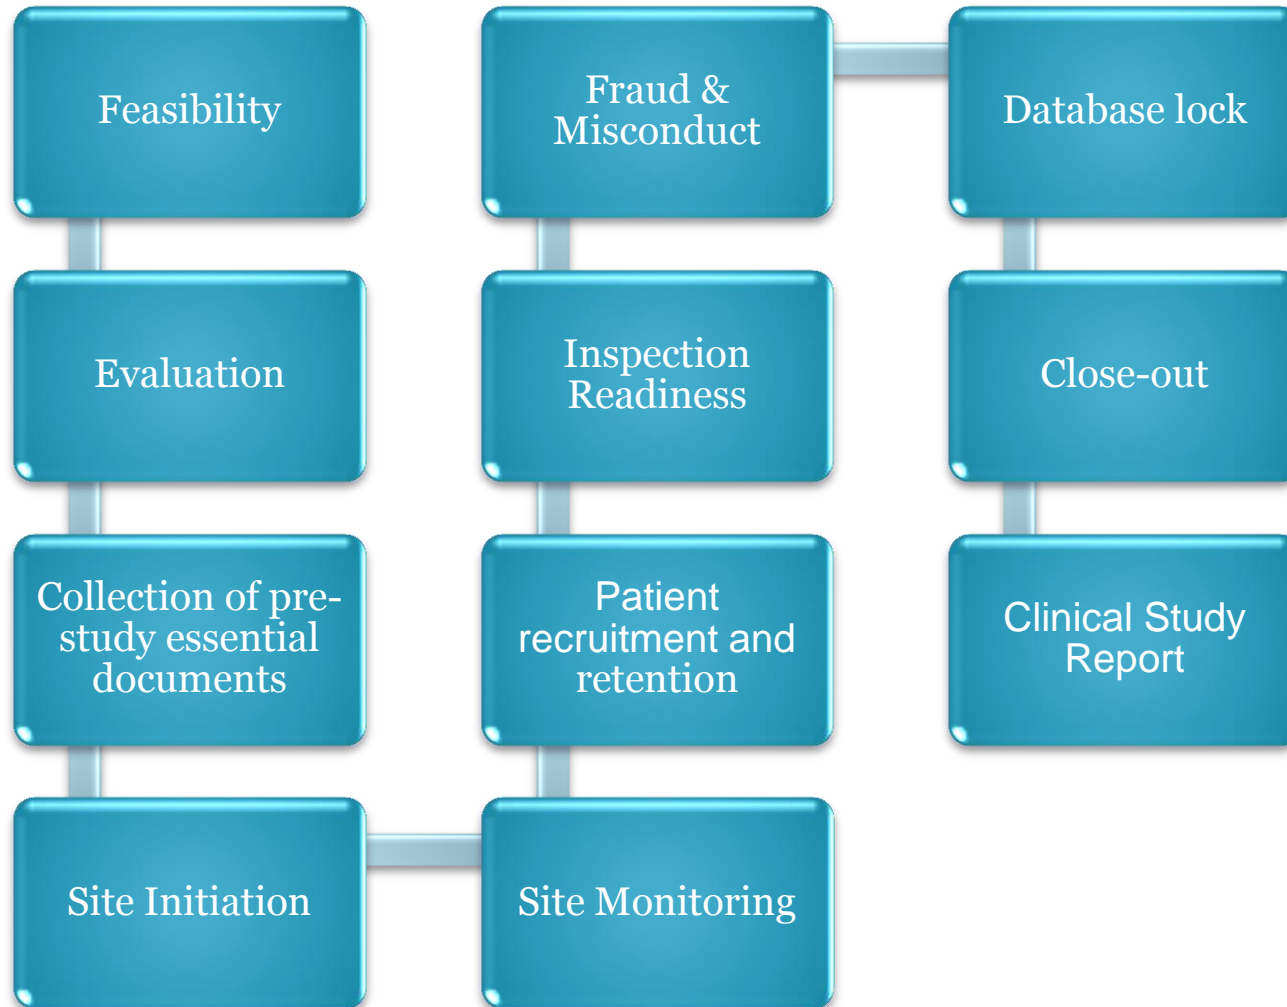 Feasibility
Evaluation
Collection of pre-
study essential
documents
Site Initiation
Site Monitoring
Patient
recruitment and
retention
Inspection
Readiness
Fraud &
Misconduct
Database lock
Close-out
Clinical Study
Report